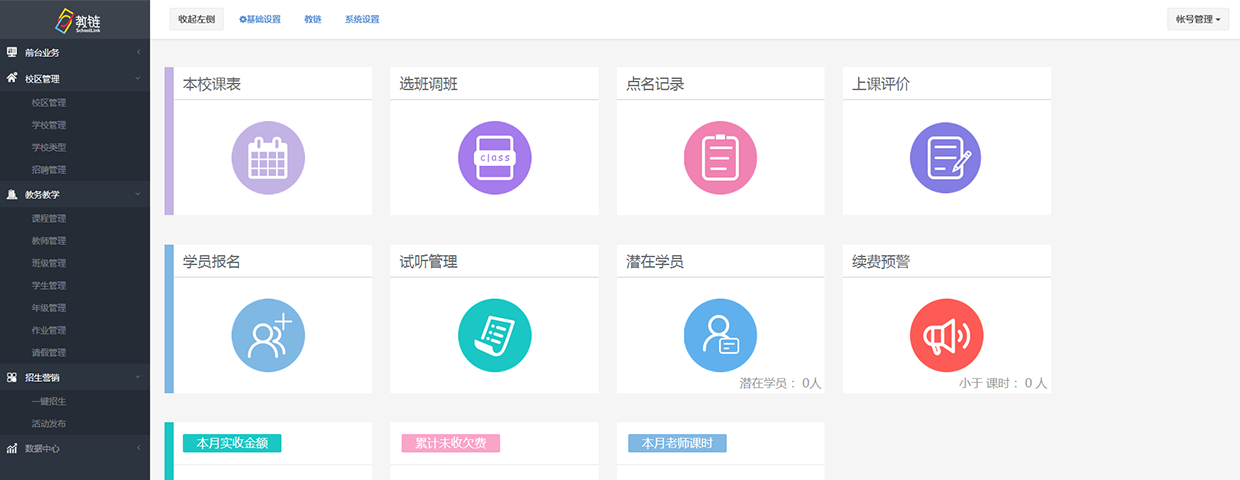 教链
SchoolLink
收起左侧
基础设置
教链
系统设置
帐号管理
前台业务
校区管理
校区管理
学校管理
学校类型
招聘管理
教务教学
课程管理
教师管理
班级管理
学生管理
年级管理
作业管理
请假管理
招生营销
一键招生
活动发布
数据中心
本校课表
选班调班
class
点名记录
上课评价
学员报名
试听管理
潜在学员
潜在学员： 0人
续费预警
小于 课时： 0 人
本月实收金额
累计未收欠费
本月老师课时